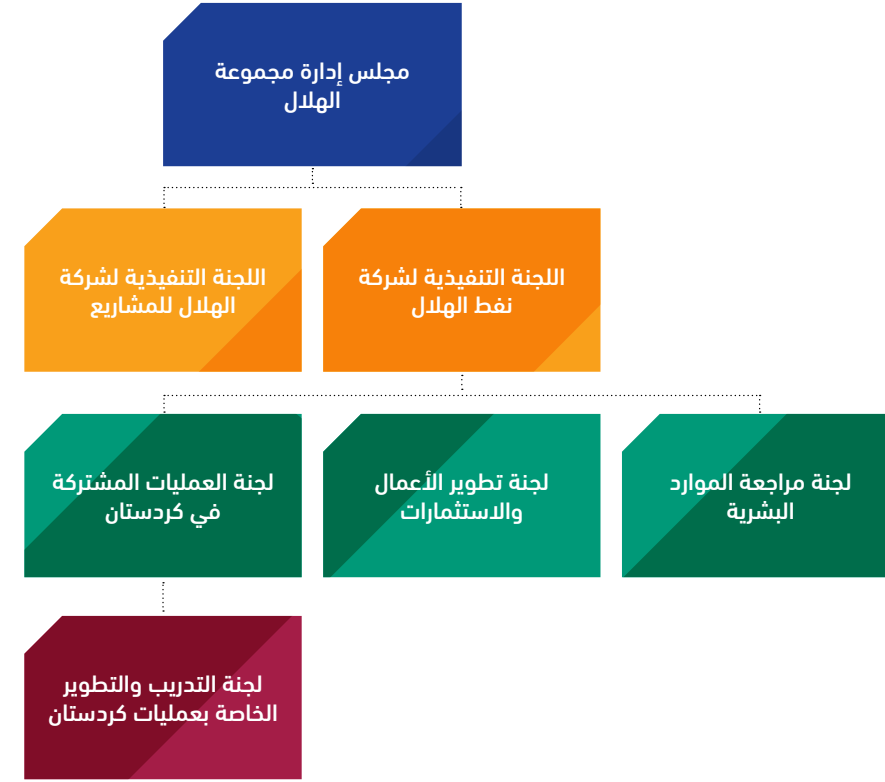 مجلس إدارة مجموعة
الهلال
اللجنة التنفيذية لشركة
نفط الهلال
اللجنة التنفيذية لشركة
الهلال للمشاريع
لجنة مراجعة الموارد
البشرية
لجنة تطوير الأعمال
والاستثمارات
لجنة العمليات المشتركة
في كردستان
لجنة التدريب والتطوير
الخاصة بعمليات كردستان